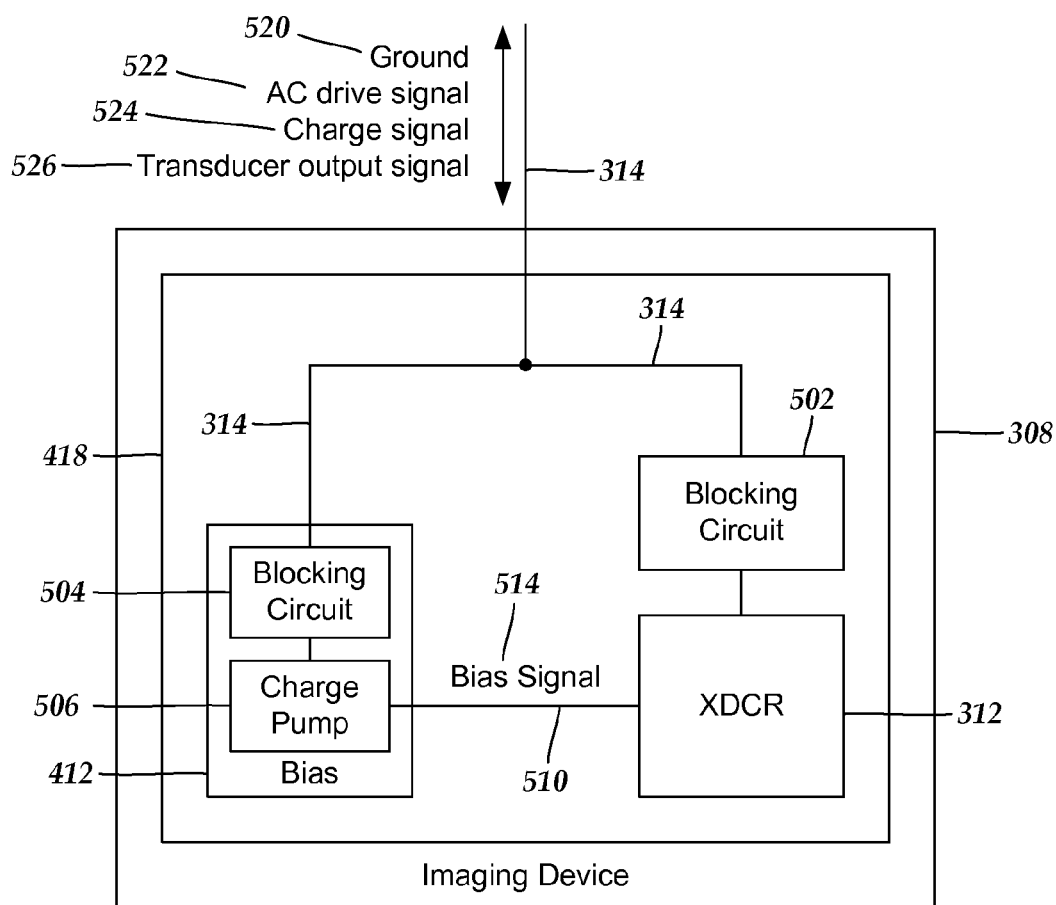 520
Ground
522
AC drive signal
524
Charge signal
526
Transducer output signal
314
314
502
314
418
308
Blocking
Circuit
504
Blocking
Circuit
514
Bias Signal
506
Charge
Pump
XDCR
312
412
Bias
510
Imaging Device